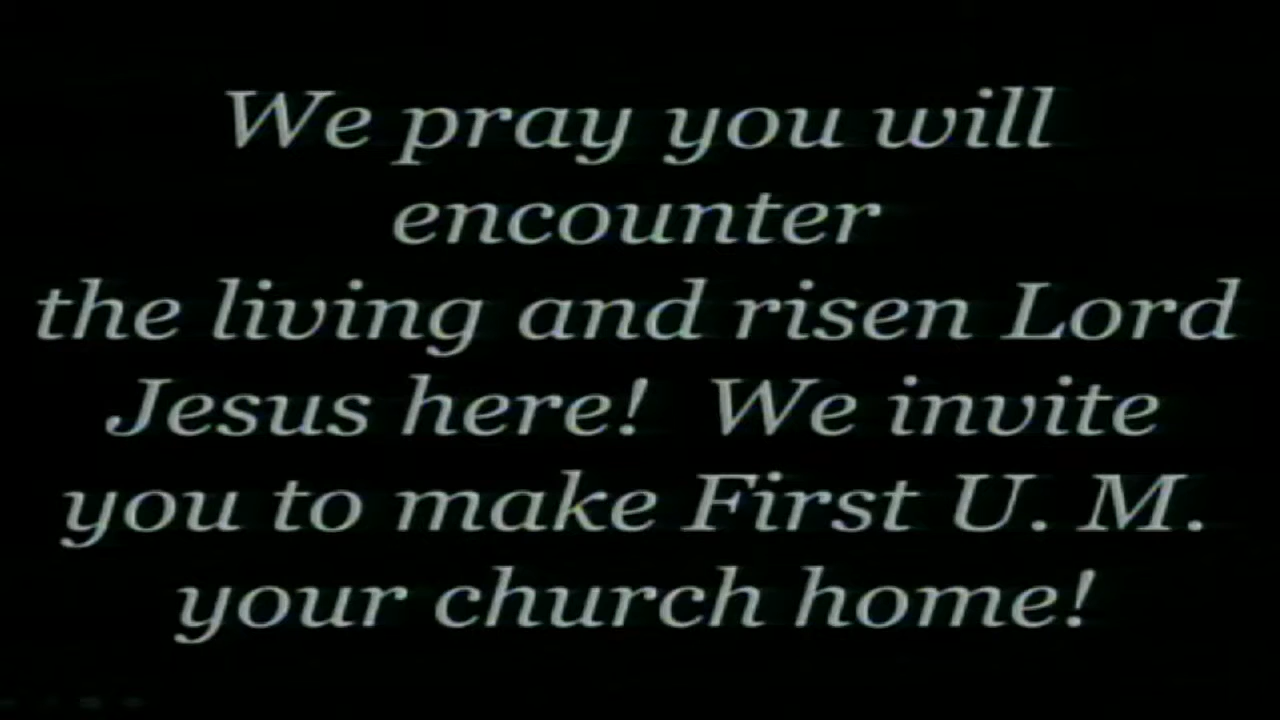 We pray you will
encounter
the living and risen Lord
Jesus here!  We invite
you to make First U. M.
your church home!